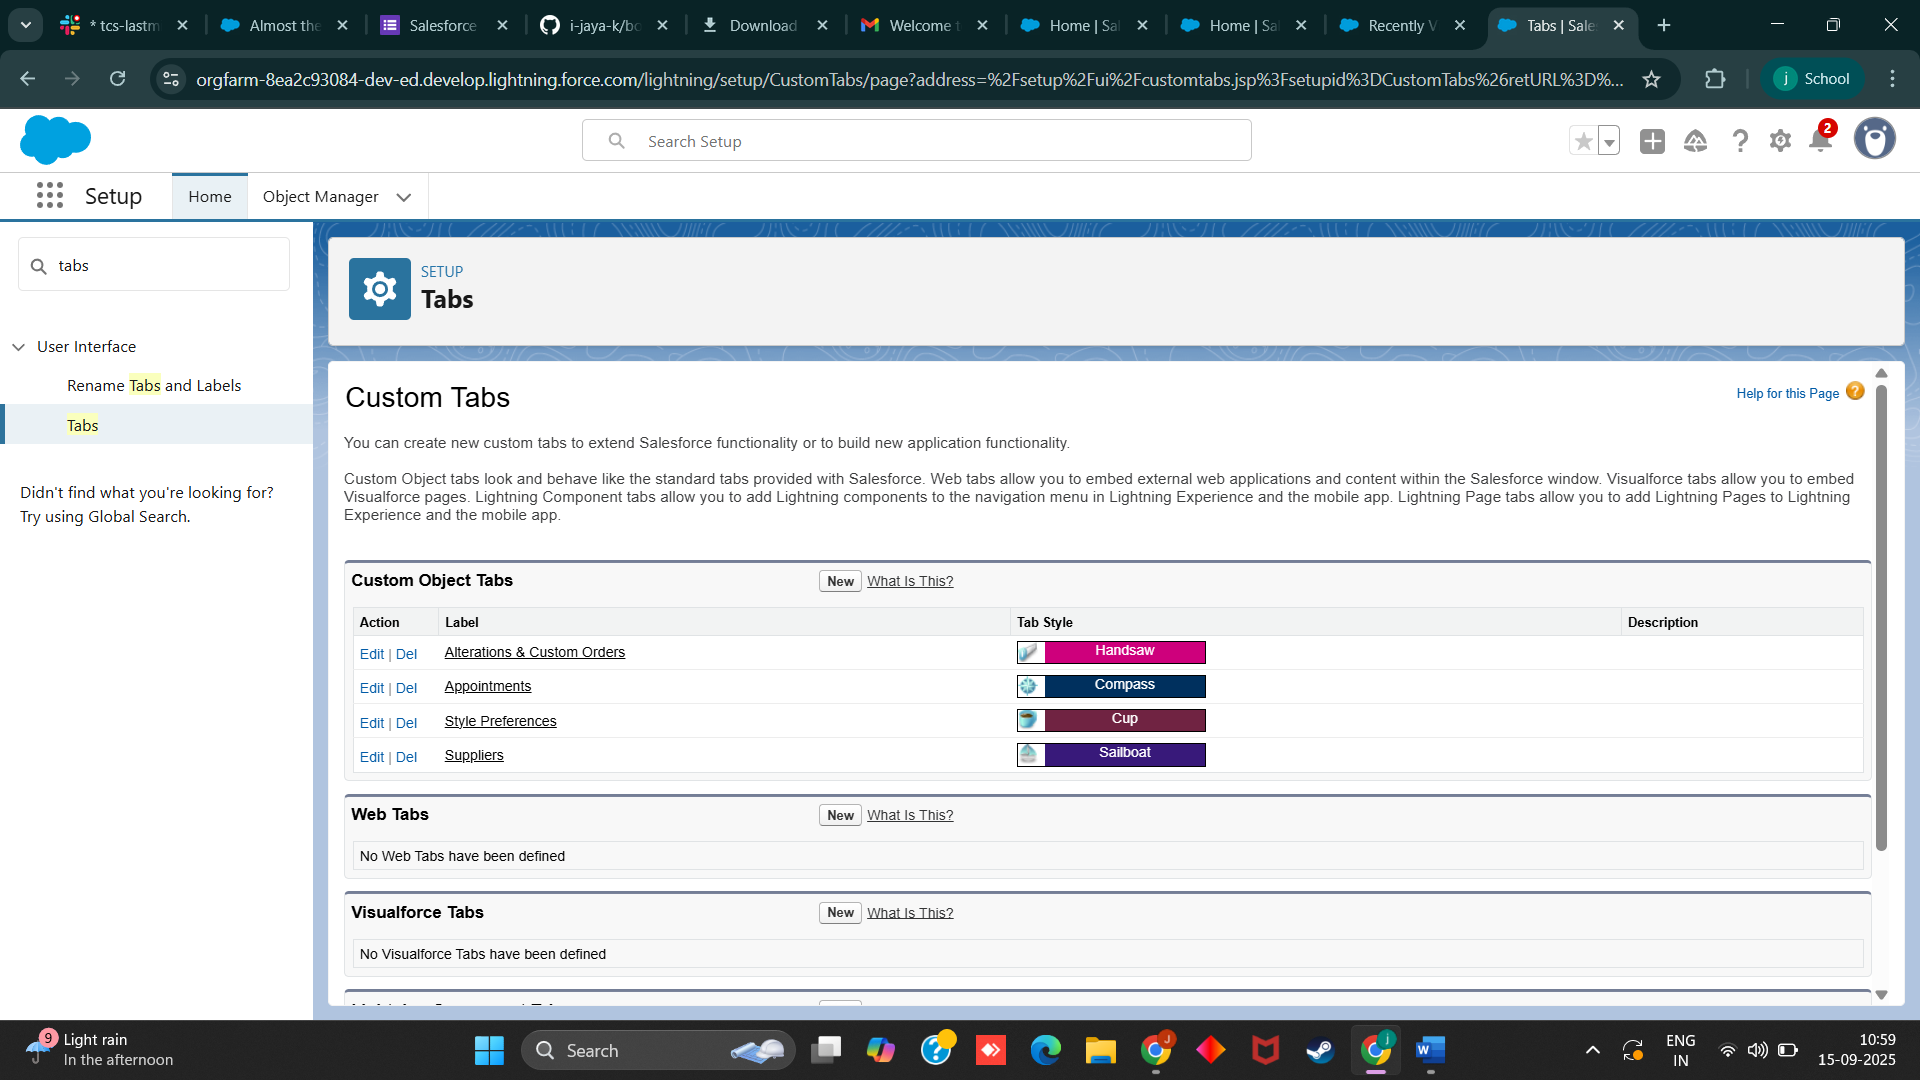 * tcs-lastm
Almost the
Salesforce
i-jaya-k/bo
Download
Welcome t
Home | Sal
Home | Sal
Recently V
Tabs | Sale
orgfarm-8ea2c93084-dev-ed.develop.lightning.force.com/lightning/setup/CustomTabs/page?address=%2Fsetup%2Fui%2Fcustomtabs.jsp%3Fsetupid%3DCustomTabs%26retURL%3D%...
j School
Search Setup
2
Setup
Home
Object Manager
tabs
User Interface
Rename Tabs and Labels
Tabs
Didn't find what you're looking for?
Try using Global Search.
SETUP
Tabs
Custom Tabs
Help for this Page ?
You can create new custom tabs to extend Salesforce functionality or to build new application functionality.
Custom Object tabs look and behave like the standard tabs provided with Salesforce. Web tabs allow you to embed external web applications and content within the Salesforce window. Visualforce tabs allow you to embed
Visualforce pages. Lightning Component tabs allow you to add Lightning components to the navigation menu in Lightning Experience and the mobile app. Lightning Page tabs allow you to add Lightning Pages to Lightning
Experience and the mobile app.
Custom Object Tabs New What Is This?
Action Label Tab Style Description
Edit | Del Alterations & Custom Orders Handsaw
Edit | Del Appointments Compass
Edit | Del Style Preferences Cup
Edit | Del Suppliers Sailboat
Web Tabs New What Is This?
No Web Tabs have been defined
Visualforce Tabs New What Is This?
No Visualforce Tabs have been defined
9
Light rain
In the afternoon
Search
ENG
IN
10:59
15-09-2025